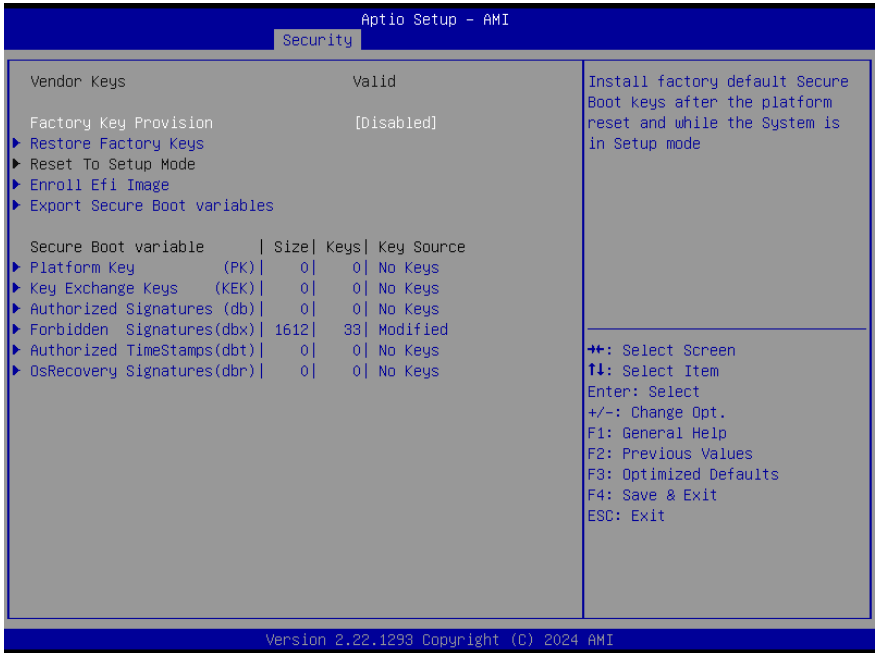 Aptio Setup – AMI
Security
Vendor Keys Valid
Factory Key Provision [Disabled]
Restore Factory Keys
Reset To Setup Mode
Enroll Efi Image
Export Secure Boot variables
Secure Boot variable | Size| Keys| Key Source
Platform Key (PK)| 0| 0| No Keys
Key Exchange Keys (KEK)| 0| 0| No Keys
Authorized Signatures (db)| 0| 0| No Keys
Forbidden Signatures(dbx)| 1612| 33| Modified
Authorized TimeStamps(dbt)| 0| 0| No Keys
OsRecovery Signatures(dbr)| 0| 0| No Keys
Install factory default Secure
Boot keys after the platform
reset and while the System is
in Setup mode
→←: Select Screen
↑↓: Select Item
Enter: Select
+/-: Change Opt.
F1: General Help
F2: Previous Values
F3: Optimized Defaults
F4: Save & Exit
ESC: Exit
Version 2.22.1293 Copyright (C) 2024 AMI